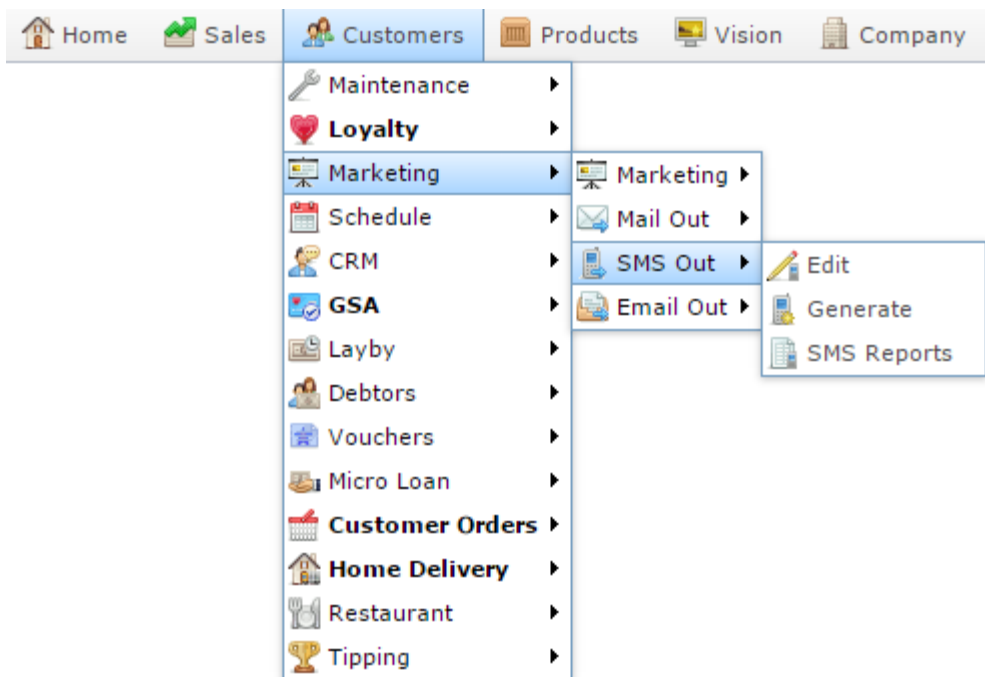 Home Sales Customers Products Vision Company
Maintenance
Loyalty
Marketing Marketing
Schedule Mail Out
CRM SMS Out Edit
GSA Email Out Generate
Layby SMS Reports
Debtors
Vouchers
Micro Loan
Customer Orders
Home Delivery
Restaurant
Tipping